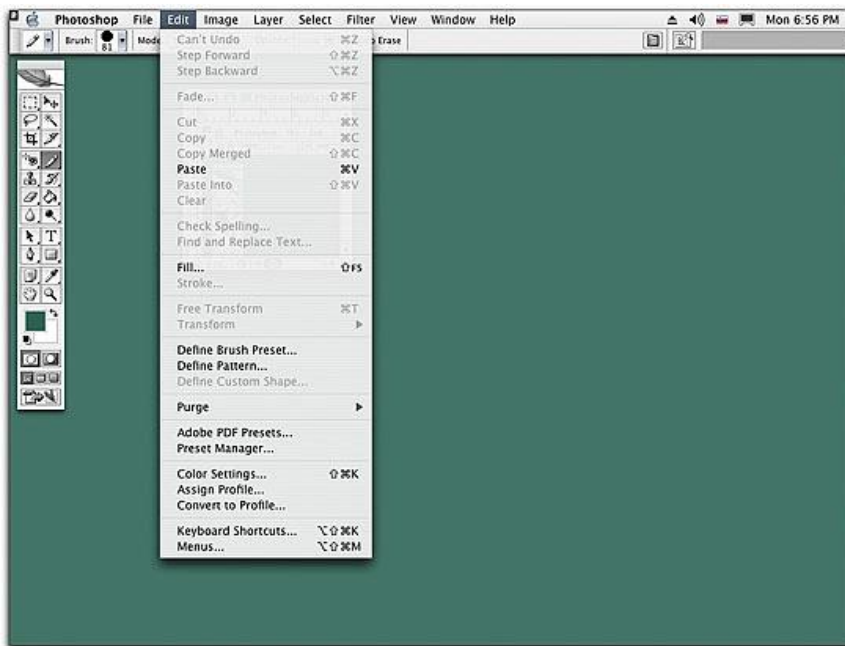 Photoshop File Edit Image Layer Select Filter View Window Help Mon 6:56 PM
Brush: 81 Mode Erase
Can't Undo ⌘Z
Step Forward ⇧⌘Z
Step Backward ⌥⌘Z
Fade... ⇧⌘F
Cut ⌘X
Copy ⌘C
Copy Merged ⇧⌘C
Paste ⌘V
Paste Into ⇧⌘V
Clear
Check Spelling...
Find and Replace Text...
Fill... ⇧F5
Stroke...
Free Transform ⌘T
Transform
Define Brush Preset...
Define Pattern...
Define Custom Shape...
Purge
Adobe PDF Presets...
Preset Manager...
Color Settings... ⇧⌘K
Assign Profile...
Convert to Profile...
Keyboard Shortcuts... ⌥⇧⌘K
Menus... ⌥⇧⌘M